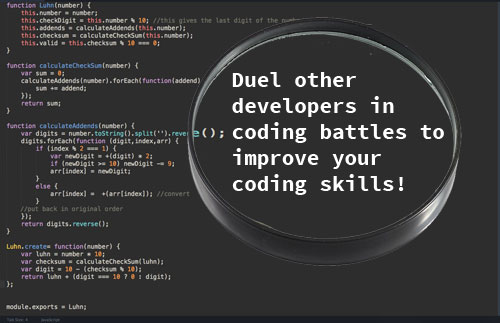 function Luhn(number) {
this.number = number;
this.checkDigit = this.number % 10; //this gives the last digit of the
this.addends = calculateAddends(this.number);
this.checksum = calculateCheckSum(this.number);
this.valid = this.checksum % 10 === 0;
}
function calculateCheckSum(number) {
var sum = 0;
calculateAddends(number).forEach(function(addend)
sum += addend;
});
return sum;
}
function calculateAddends(number) {
var digits = number.toString().split('').reverse();
digits.forEach(function (digit,index,arr) {
if (index % 2 === 1) {
var newDigit = +(digit) * 2;
if (newDigit >= 10) newDigit -= 9;
arr[index] = newDigit;
}
else {
arr[index] = +(arr[index]); //convert
}
//put back in original order
});
return digits.reverse();
}
Luhn.create= function(number) {
var luhn = number * 10;
var checksum = calculateCheckSum(luhn);
var digit = 10 - (checksum % 10);
return luhn + (digit === 10 ? 0 : digit);
};
module.exports = Luhn;
Duel other
developers in
coding battles to
improve your
coding skills!